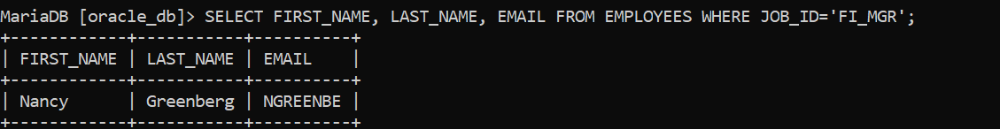 MariaDB [oracle_db]> SELECT FIRST_NAME, LAST_NAME, EMAIL FROM EMPLOYEES WHERE JOB_ID='FI_MGR';
+------------+-----------+----------+
| FIRST_NAME | LAST_NAME | EMAIL    |
+------------+-----------+----------+
| Nancy      | Greenberg | NGREENBE |
+------------+-----------+----------+